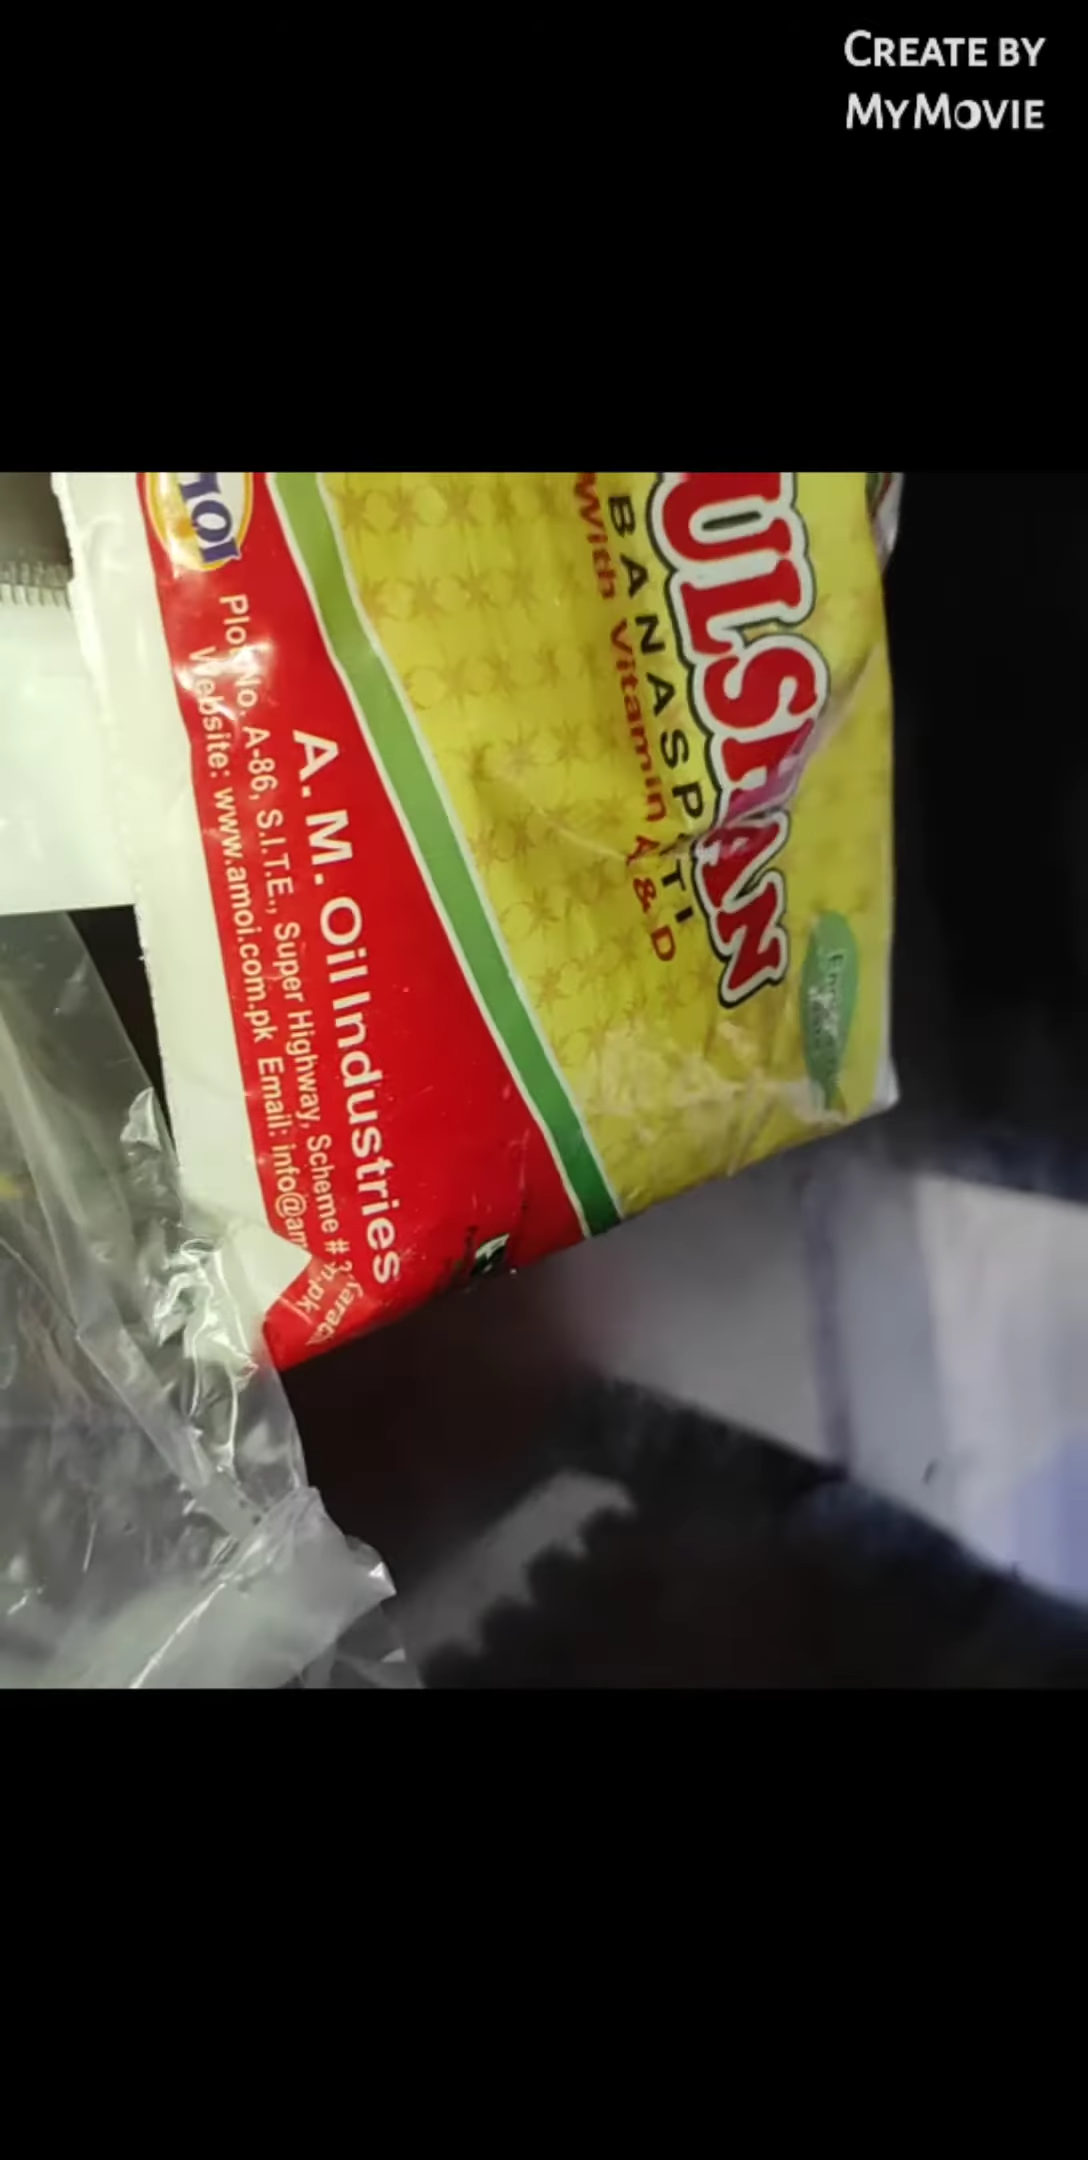 CREATE BY
MYMOVIE
ULSHAN
BANASPATI
With Vitamin A & D
A. M. Oil Industries
Plot No. A-86, S.I.T.E., Super Highway, Scheme #
Website: www.amoi.com.pk Email: info@am